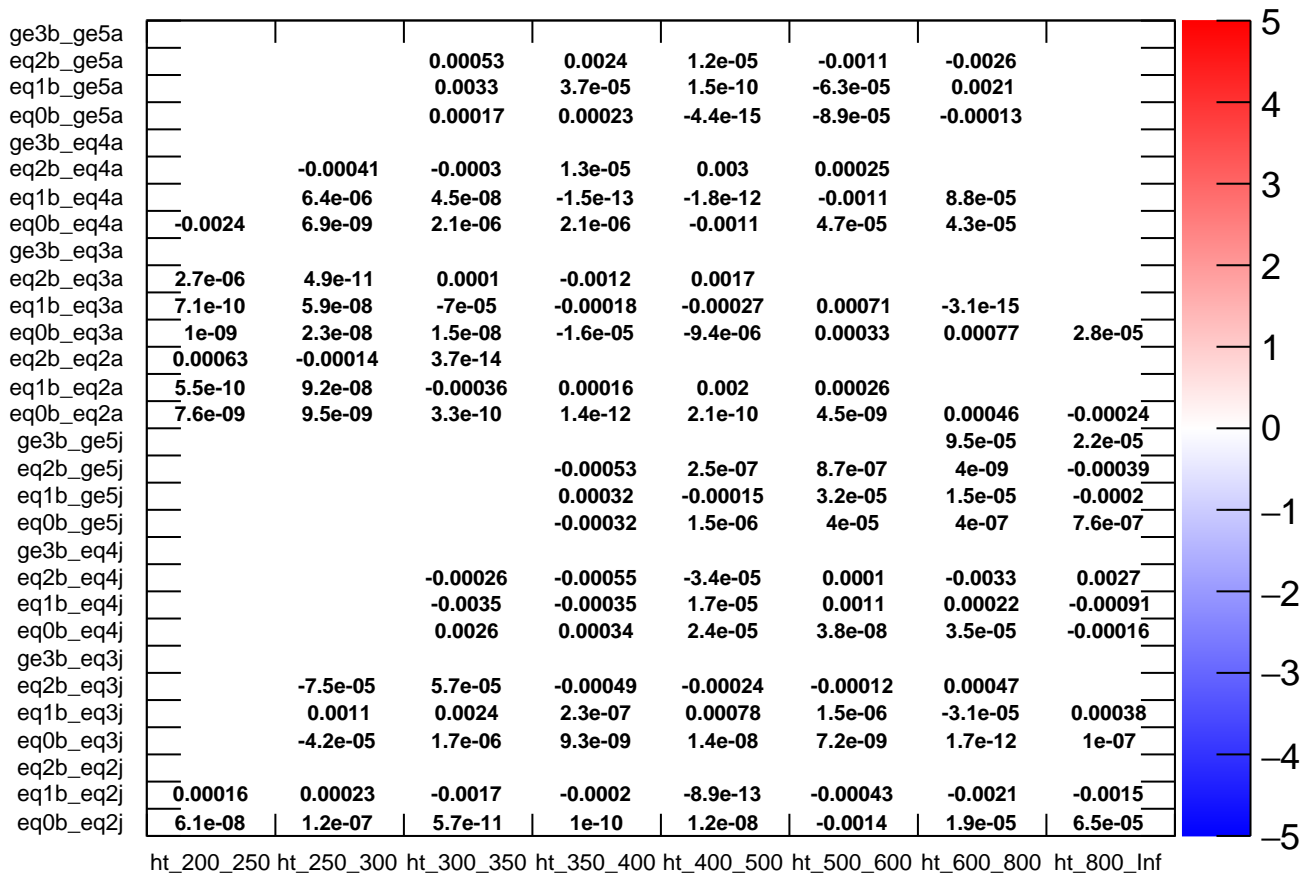 ge3b_ge5a
eq2b_ge5a 0.00053 0.0024 1.2e-05 -0.0011 -0.0026
eq1b_ge5a 0.0033 3.7e-05 1.5e-10 -6.3e-05 0.0021
eq0b_ge5a 0.00017 0.00023 -4.4e-15 -8.9e-05 -0.00013
ge3b_eq4a
eq2b_eq4a -0.00041 -0.0003 1.3e-05 0.003 0.00025
eq1b_eq4a 6.4e-06 4.5e-08 -1.5e-13 -1.8e-12 -0.0011 8.8e-05
eq0b_eq4a -0.0024 6.9e-09 2.1e-06 2.1e-06 -0.0011 4.7e-05 4.3e-05
ge3b_eq3a
eq2b_eq3a 2.7e-06 4.9e-11 0.0001 -0.0012 0.0017
eq1b_eq3a 7.1e-10 5.9e-08 -7e-05 -0.00018 -0.00027 0.00071 -3.1e-15
eq0b_eq3a 1e-09 2.3e-08 1.5e-08 -1.6e-05 -9.4e-06 0.00033 0.00077 2.8e-05
eq2b_eq2a 0.00063 -0.00014 3.7e-14
eq1b_eq2a 5.5e-10 9.2e-08 -0.00036 0.00016 0.002 0.00026
eq0b_eq2a 7.6e-09 9.5e-09 3.3e-10 1.4e-12 2.1e-10 4.5e-09 0.00046 -0.00024
ge3b_ge5j 9.5e-05 2.2e-05
eq2b_ge5j -0.00053 2.5e-07 8.7e-07 4e-09 -0.00039
eq1b_ge5j 0.00032 -0.00015 3.2e-05 1.5e-05 -0.0002
eq0b_ge5j -0.00032 1.5e-06 4e-05 4e-07 7.6e-07
ge3b_eq4j
eq2b_eq4j -0.00026 -0.00055 -3.4e-05 0.0001 -0.0033 0.0027
eq1b_eq4j -0.0035 -0.00035 1.7e-05 0.0011 0.00022 -0.00091
eq0b_eq4j 0.0026 0.00034 2.4e-05 3.8e-08 3.5e-05 -0.00016
ge3b_eq3j
eq2b_eq3j -7.5e-05 5.7e-05 -0.00049 -0.00024 -0.00012 0.00047
eq1b_eq3j 0.0011 0.0024 2.3e-07 0.00078 1.5e-06 -3.1e-05 0.00038
eq0b_eq3j -4.2e-05 1.7e-06 9.3e-09 1.4e-08 7.2e-09 1.7e-12 1e-07
eq2b_eq2j
eq1b_eq2j 0.00016 0.00023 -0.0017 -0.0002 -8.9e-13 -0.00043 -0.0021 -0.0015
eq0b_eq2j 6.1e-08 1.2e-07 5.7e-11 1e-10 1.2e-08 -0.0014 1.9e-05 6.5e-05
ht_200_250 ht_250_300 ht_300_350 ht_350_400 ht_400_500 ht_500_600 ht_600_800 ht_800_Inf
5
4
3
2
1
0
−1
−2
−3
−4
−5